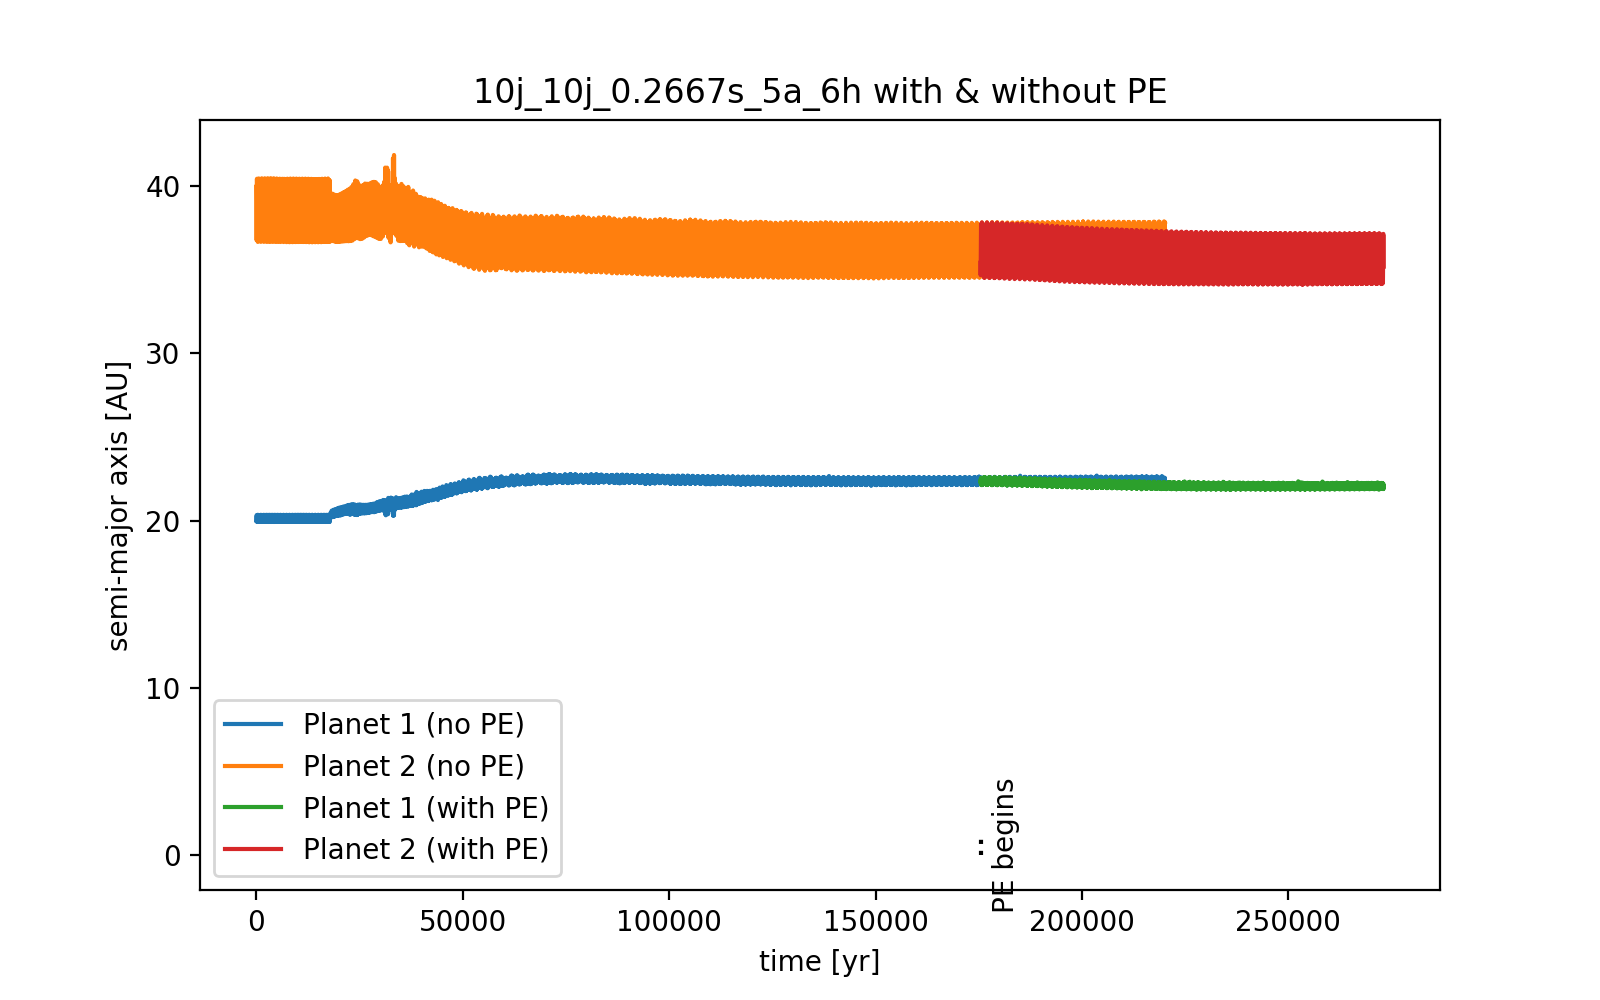 10j_10j_0.2667s_5a_6h with & without PE
semi-major axis [AU]
40
30
20
10
0
Planet 1 (no PE)
Planet 2 (no PE)
Planet 1 (with PE)
Planet 2 (with PE)
PE begins
0
50000
100000
150000
200000
250000
time [yr]